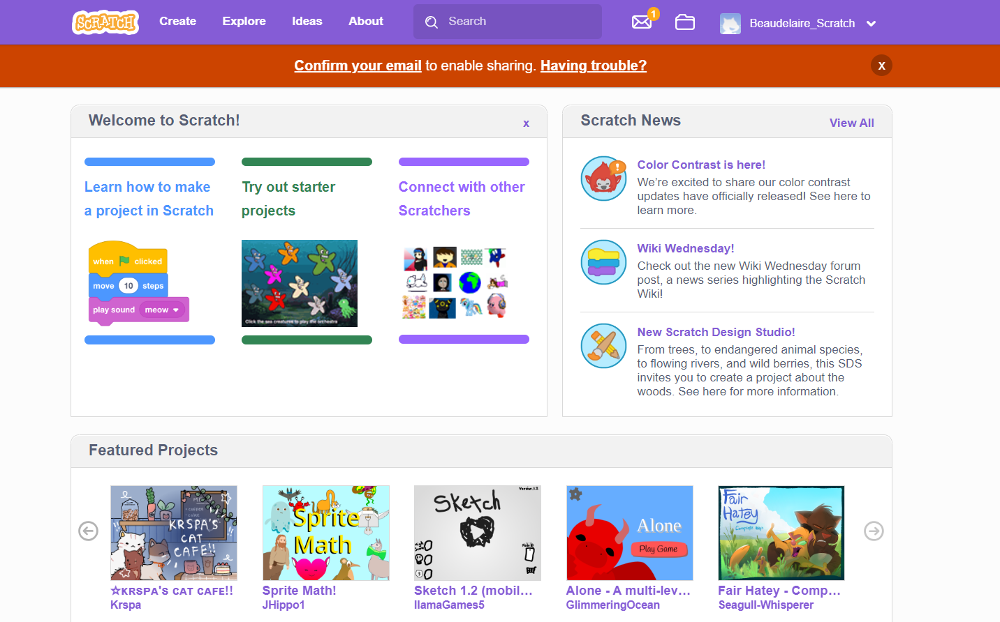 SCRATCH
Create
Explore
Ideas
About
Search
1
Beaudelaire_Scratch
Confirm your email to enable sharing. Having trouble?
X
Welcome to Scratch!
x
Learn how to make
a project in Scratch
when clicked
move 10 steps
play sound meow
Try out starter
projects
Click the sea creatures to play the orchestra
Connect with other
Scratchers
Scratch News
View All
Color Contrast is here!
We’re excited to share our color contrast
updates have officially released! See here to
learn more.
Wiki Wednesday!
Check out the new Wiki Wednesday forum
post, a news series highlighting the Scratch
Wiki!
New Scratch Design Studio!
From trees, to endangered animal species,
to flowing rivers, and wild berries, this SDS
invites you to create a project about the
woods. See here for more information.
Featured Projects
KRSPA'S
CAT
CAFE!!
☆ᴋʀsᴘᴀ's ᴄᴀᴛ ᴄᴀғᴇ!!
Krspa
Sprite
Math
Sprite Math!
JHippo1
Version 1.2
Sketch
Mobile
0
0
0
Sketch 1.2 (mobil...
llamaGames5
Alone
Play Game
Alone - A multi-lev...
GlimmeringOcean
Fair
Hatey
Complete Map
Fair Hatey - Comp...
Seagull-Whisperer